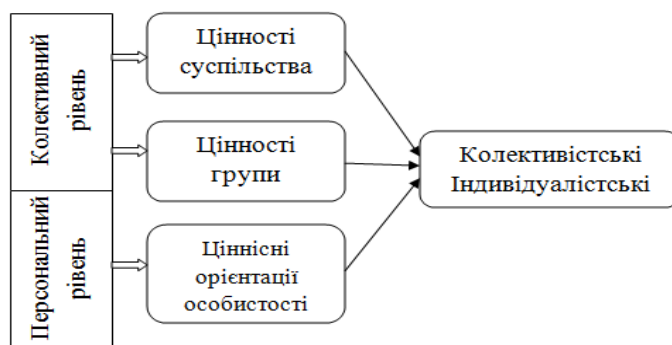 Колективний
рівень
Персональний
рівень
Цінності
суспільства
Цінності
групи
Ціннісні
орієнтації
особистості
Колективістські
Індивідуалістські